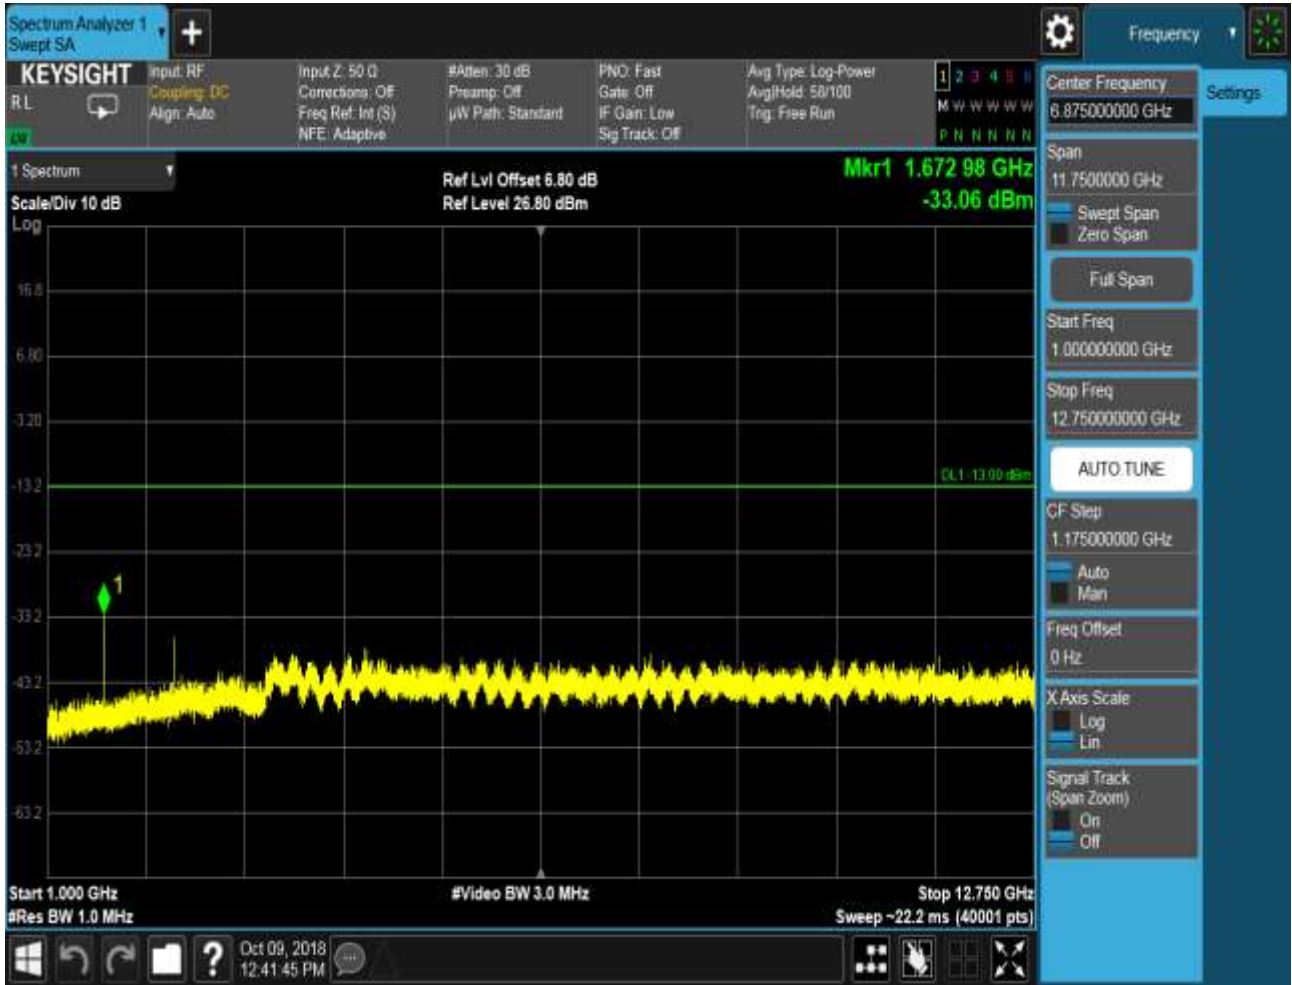 Spectrum Analyzer 1
Swept SA
Frequency
KEYSIGHT
RL
Input: RF
Coupling: DC
Align: Auto
Input Z: 50 Ω
Corrections: Off
Freq Ref: Int (S)
NFE: Adaptive
#Atten: 30 dB
Preamp: Off
µW Path: Standard
PNO: Fast
Gate: Off
IF Gain: Low
Sig Track: Off
Avg Type: Log-Power
Avg|Hold: 58/100
Trig: Free Run
1 2 3 4 5 6
M W W W W W
P N N N N N
1 Spectrum
Scale/Div 10 dB
Log
Ref Lvl Offset 6.80 dB
Ref Level 26.80 dBm
Mkr1 1.672 98 GHz
-33.06 dBm
16.8
6.80
-3.20
-13.2
-23.2
-33.2
-43.2
-53.2
-63.2
DL1 -13.00 dBm
1
Start 1.000 GHz
#Res BW 1.0 MHz
#Video BW 3.0 MHz
Stop 12.750 GHz
Sweep ~22.2 ms (40001 pts)
Oct 09, 2018
12:41:45 PM
Center Frequency
6.875000000 GHz
Settings
Span
11.7500000 GHz
Swept Span
Zero Span
Full Span
Start Freq
1.000000000 GHz
Stop Freq
12.750000000 GHz
AUTO TUNE
CF Step
1.175000000 GHz
Auto
Man
Freq Offset
0 Hz
X Axis Scale
Log
Lin
Signal Track
(Span Zoom)
On
Off